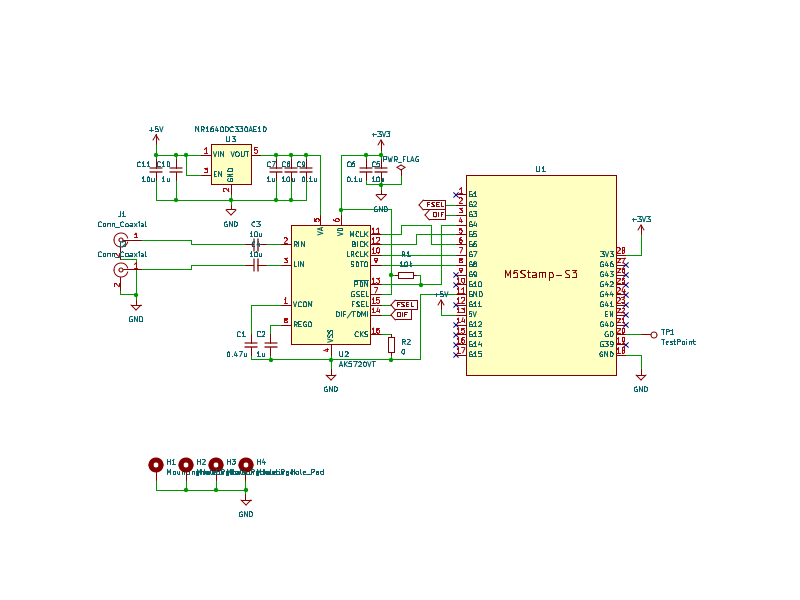 +5V
NR1640DC330AE1D
U3
VIN VOUT
EN
GND
1
3
5
2
C11
10u
C10
1u
C7
1u
C8
10u
C9
0.1u
GND
+3V3
PWR_FLAG
C6
0.1u
C5
10u
GND
J1
Conn_Coaxial
1
Conn_Coaxial
1
2
GND
C3
10u
10u
2 RIN
3 LIN
1 VCON
8 REGO
5
VA
6
VD
MCLK 11
BICK 12
LRCLK 10
SDTO 9
PDN 13
GSEL 7
FSEL 15
DIF/TDMI 14
CKS 16
VSS
4
U2
AK5720VT
FSEL
DIF
C1
0.47u
C2
1u
GND
R1
10k
R2
0
FSEL
DIF
+5V
U1
M5Stamp-S3
1 G1
2 G2
3 G3
4 G4
5 G5
6 G6
7 G7
8 G8
9 G9
10 G10
11 GND
12 G11
13 5V
14 G12
15 G13
16 G14
17 G15
3V3 28
G46 27
G43 26
G42 25
G44 24
G41 23
EN 22
G40 21
G0 20
G39 19
GND 18
+3V3
TP1
TestPoint
GND
H1
H2
H3
H4
GND